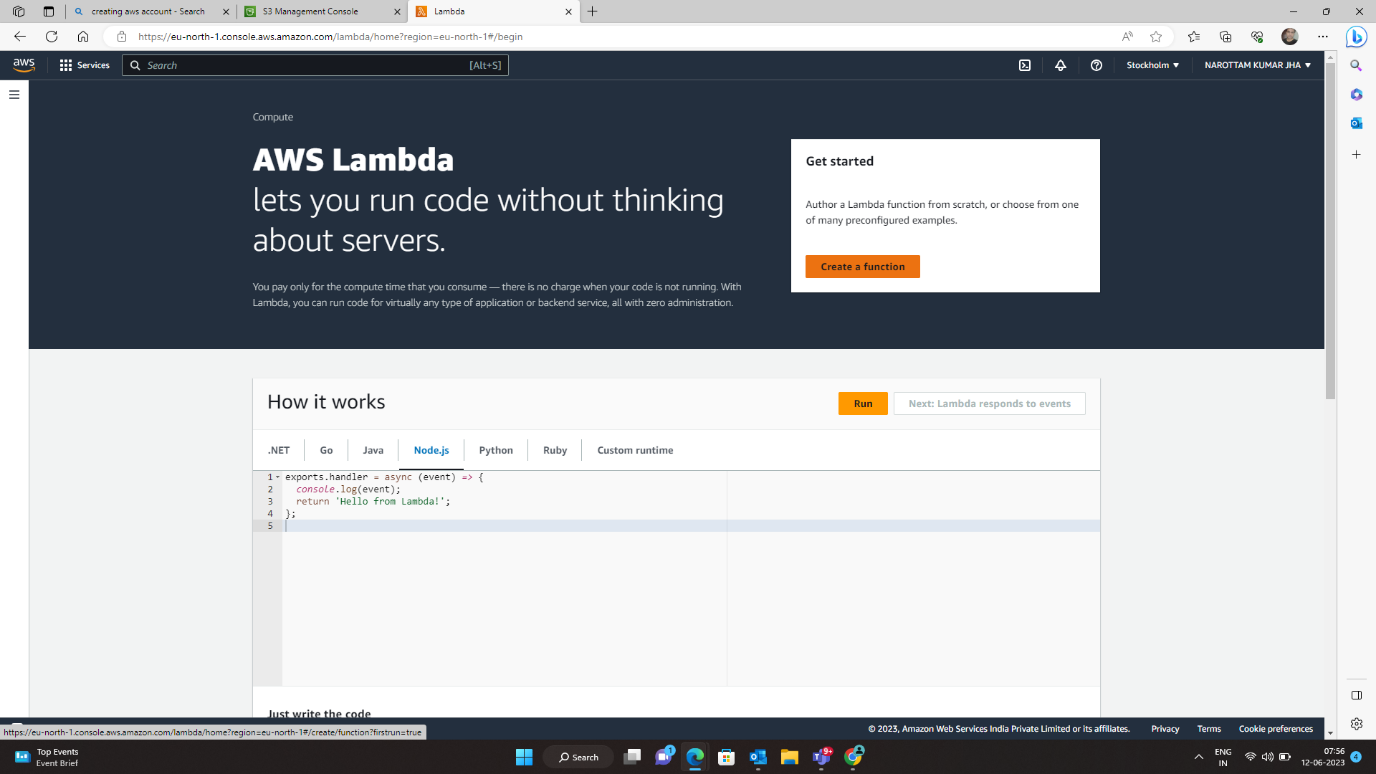 creating aws account - Search
S3 Management Console
Lambda
https://eu-north-1.console.aws.amazon.com/lambda/home?region=eu-north-1#/begin
aws
Services
Search
[Alt+S]
Stockholm
NAROTTAM KUMAR JHA
Compute
AWS Lambda
lets you run code without thinking
about servers.
You pay only for the compute time that you consume — there is no charge when your code is not running. With
Lambda, you can run code for virtually any type of application or backend service, all with zero administration.
Get started
Author a Lambda function from scratch, or choose from one
of many preconfigured examples.
Create a function
How it works
Run
Next: Lambda responds to events
.NET
Go
Java
Node.js
Python
Ruby
Custom runtime
1 exports.handler = async (event) => {
2 console.log(event);
3 return 'Hello from Lambda!';
4 };
5
Just write the code
https://eu-north-1.console.aws.amazon.com/lambda/home?region=eu-north-1#/create/function?firstrun=true
© 2023, Amazon Web Services India Private Limited or its affiliates.
Privacy
Terms
Cookie preferences
Top Events
Event Brief
Search
1
9+
ENG
IN
07:56
12-06-2023
4